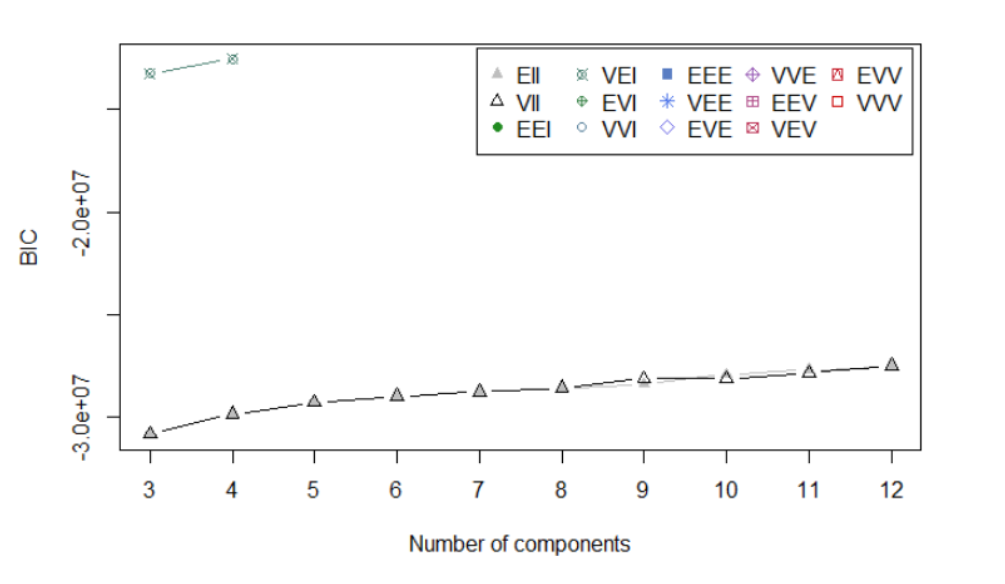 EII VEI EEE VVE EVV
VII EVI VEE EEV VVV
EEI VVI EVE VEV
BIC
-2.0e+07
-3.0e+07
3 4 5 6 7 8 9 10 11 12
Number of components